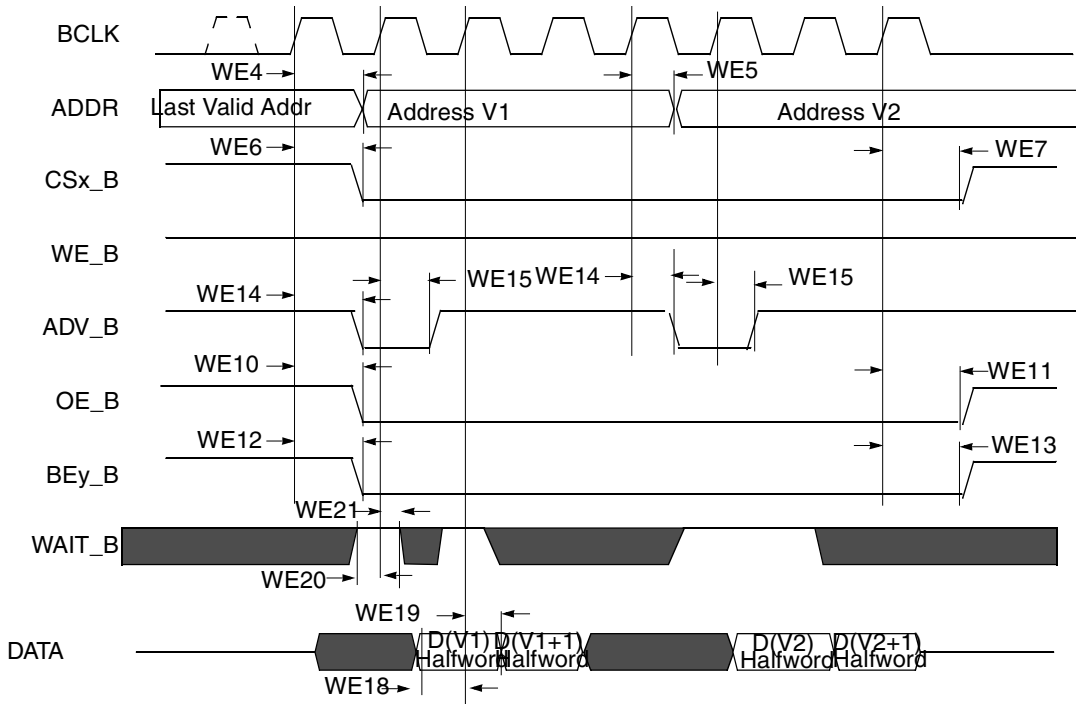 BCLK
WE4
WE5
ADDR
Last Valid Addr
Address V1
Address V2
WE6
WE7
CSx_B
WE_B
WE14
WE15
WE14
WE15
ADV_B
WE10
WE11
OE_B
WE12
WE13
BEy_B
WE21
WAIT_B
WE20
WE19
DATA
D(V1)
Halfword
D(V1+1)
Halfword
D(V2)
Halfword
D(V2+1)
Halfword
WE18